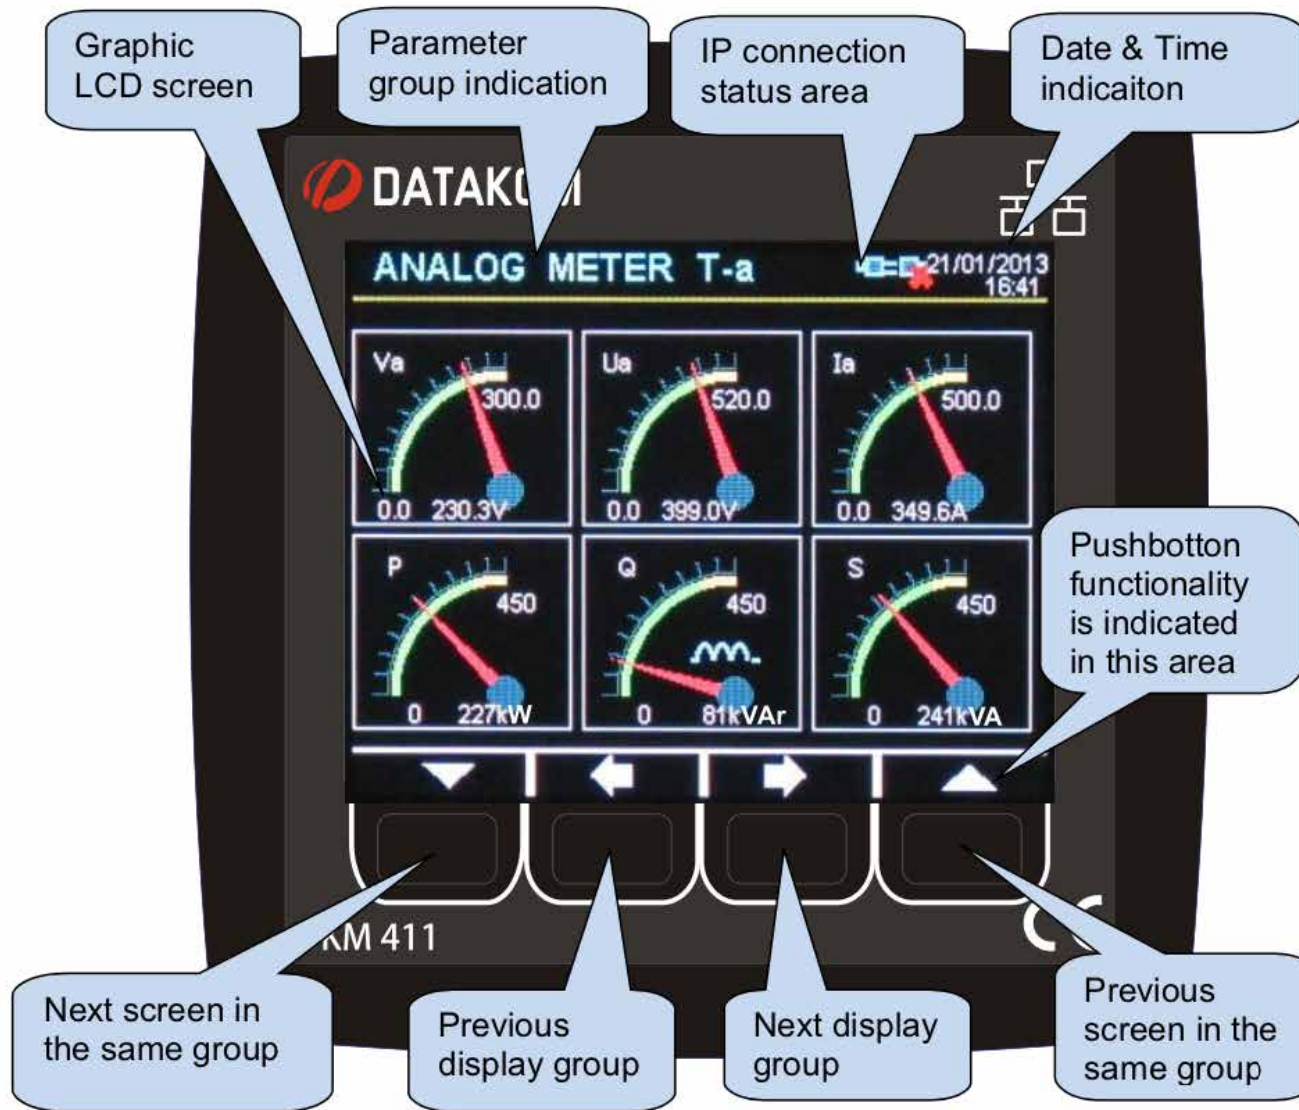 Graphic
LCD screen
Parameter
group indication
IP connection
status area
Date & Time
indicaiton
DATAKOM
ANALOG METER T-a
21/01/2013
16:41
Va
300.0
0.0 230.3V
Ua
520.0
0.0 399.0V
Ia
500.0
0.0 349.6A
P
450
0 227kW
Q
450
0 81kVAr
S
450
0 241kVA
Pushbotton
functionality
is indicated
in this area
KM 411
CE
Next screen in
the same group
Previous
display group
Next display
group
Previous
screen in the
same group